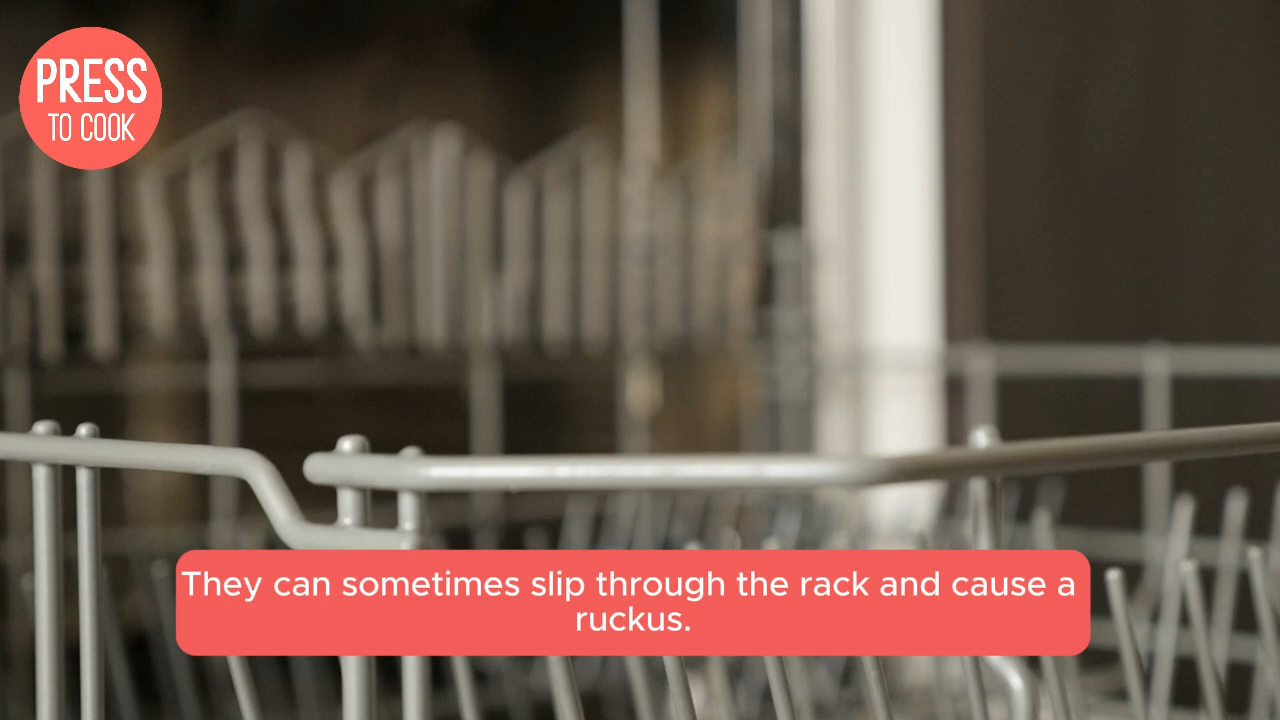 PRESS
TO COOK
They can sometimes slip through the rack and cause a
ruckus.